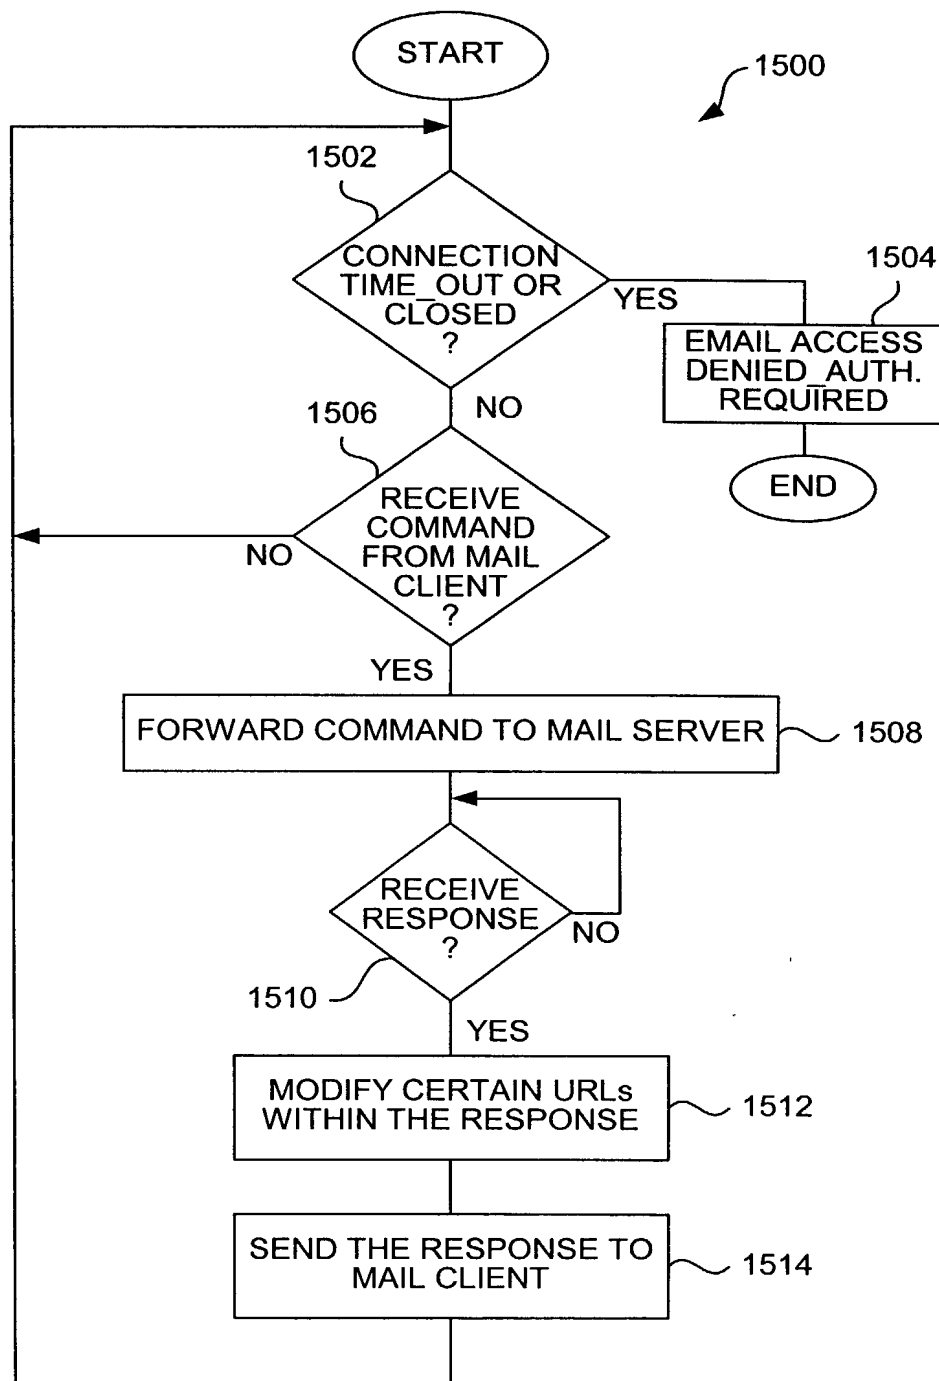 START
1500
1502
CONNECTION
TIME_OUT OR
CLOSED
?
YES
1504
EMAIL ACCESS
DENIED_AUTH.
REQUIRED
NO
END
1506
RECEIVE
COMMAND
FROM MAIL
CLIENT
?
NO
YES
FORWARD COMMAND TO MAIL SERVER
1508
RECEIVE
RESPONSE
?
NO
1510
YES
MODIFY CERTAIN URLs
WITHIN THE RESPONSE
1512
SEND THE RESPONSE TO
MAIL CLIENT
1514